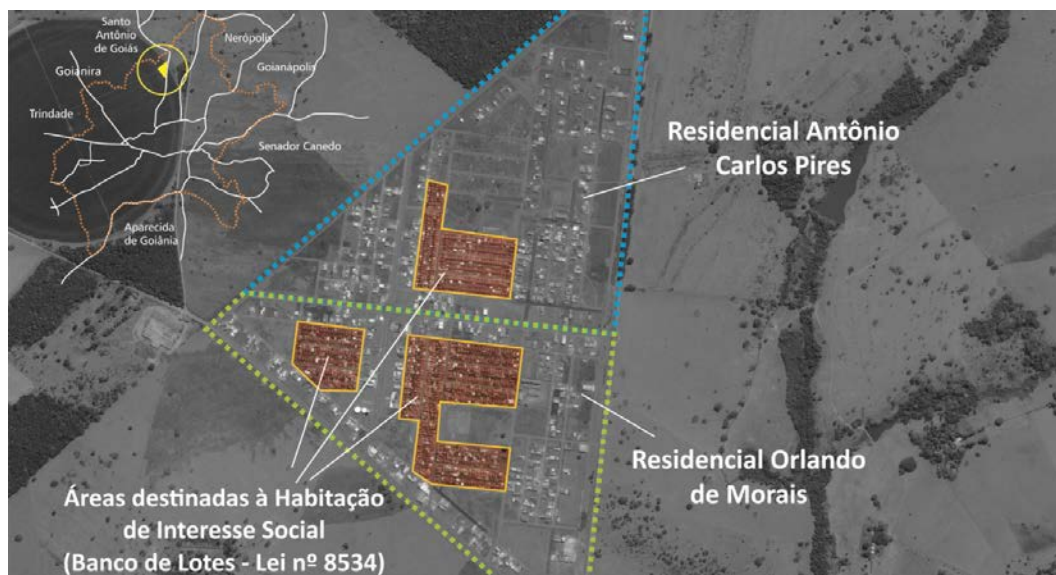 Santo
Antônio
de Goiás
Nerópolis
Goianira
Goianápolis
Trindade
Senador Canedo
Aparecida
de Goiânia
Residencial Antônio
Carlos Pires
Residencial Orlando
de Morais
Áreas destinadas à Habitação
de Interesse Social
(Banco de Lotes - Lei nº 8534)